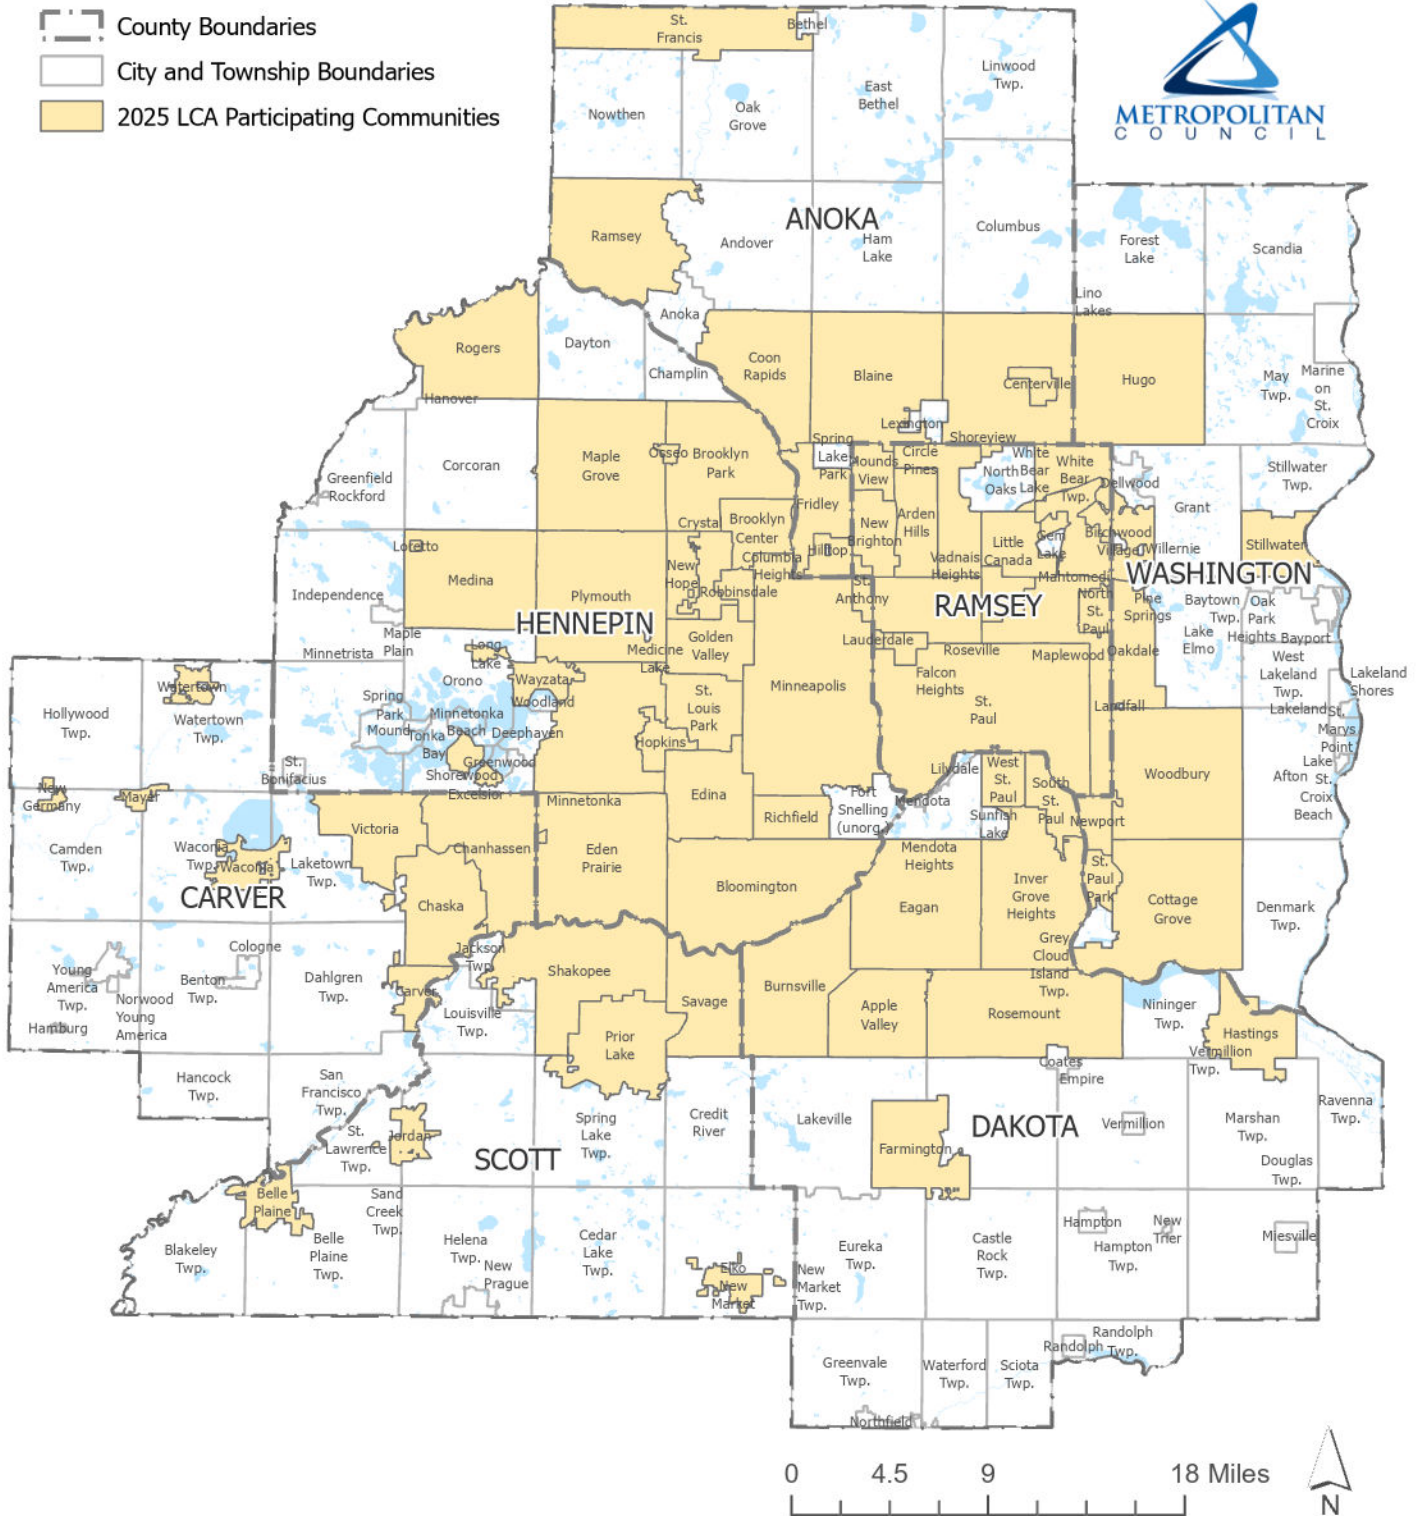 County Boundaries
City and Township Boundaries
2025 LCA Participating Communities
METROPOLITAN
COUNCIL
St.
Francis
Bethel
Linwood
Twp.
Nowthen
Oak
Grove
East
Bethel
ANOKA
Ramsey
Andover
Ham
Lake
Columbus
Forest
Lake
Scandia
Lino
Lakes
Anoka
Rogers
Dayton
Champlin
Coon
Rapids
Blaine
Centerville
Hugo
May
Twp.
Marine
on
St.
Croix
Hanover
Lexington
Greenfield
Rockford
Corcoran
Maple
Grove
Osseo
Brooklyn
Park
Spring
Lake
Park
Mounds
View
Circle
Pines
Shoreview
North
Oaks
White
Bear
Lake
White
Bear
Twp.
Dellwood
Grant
Stillwater
Twp.
Crystal
Brooklyn
Center
Fridley
New
Brighton
Arden
Hills
Vadnais
Heights
Little
Canada
Gem
Lake
Birchwood
Village
Willernie
Stillwater
Loretto
Medina
Plymouth
New
Hope
Robbinsdale
Columbia
Heights
Hilltop
St.
Anthony
Mahtomedi
WASHINGTON
Independence
HENNEPIN
RAMSEY
North
St.
Paul
Pine
Springs
Baytown
Twp.
Oak
Park
Heights
Bayport
Lake
Elmo
Maple
Plain
Minnetrista
Long
Lake
Orono
Medicine
Lake
Golden
Valley
Lauderdale
Roseville
Maplewood
Oakdale
West
Lakeland
Twp.
Lakeland
Shores
Hollywood
Twp.
Watertown
Watertown
Twp.
Spring
Park
Mound
Minnetonka
Beach
Tonka
Bay
Wayzata
Woodland
Deephaven
Greenwood
Shorewood
Excelsior
St.
Louis
Park
Hopkins
Minneapolis
Falcon
Heights
St.
Paul
Landfall
Lakeland
St.
Marys
Point
St.
Bonifacius
Minnetonka
Edina
Richfield
Fort
Snelling
(unorg.)
Lilydale
Mendota
West
St.
Paul
South
St.
Paul
Sunfish
Lake
Newport
Woodbury
Afton
Lake
St.
Croix
Beach
New
Germany
Mayer
Camden
Twp.
Waconia
Twp.
Waconia
Laketown
Twp.
Victoria
Chanhassen
Eden
Prairie
Bloomington
Mendota
Heights
Eagan
Inver
Grove
Heights
St.
Paul
Park
Cottage
Grove
Denmark
Twp.
CARVER
Chaska
Young
America
Twp.
Norwood
Young
America
Hamburg
Cologne
Benton
Twp.
Dahlgren
Twp.
Carver
Jackson
Twp.
Louisville
Twp.
Shakopee
Savage
Prior
Lake
Burnsville
Apple
Valley
Rosemount
Grey
Cloud
Island
Twp.
Nininger
Twp.
Hastings
Vermillion
Twp.
Coates
Empire
Hancock
Twp.
San
Francisco
Twp.
St.
Lawrence
Twp.
Jordan
SCOTT
Spring
Lake
Twp.
Credit
River
Lakeville
Farmington
DAKOTA
Vermillion
Marshan
Twp.
Ravenna
Twp.
Douglas
Twp.
Belle
Plaine
Blakeley
Twp.
Belle
Plaine
Twp.
Sand
Creek
Twp.
Helena
Twp.
New
Prague
Cedar
Lake
Twp.
Elko
New
Market
New
Market
Twp.
Eureka
Twp.
Castle
Rock
Twp.
Hampton
Hampton
Twp.
New
Trier
Miesville
Greenvale
Twp.
Waterford
Twp.
Sciota
Twp.
Randolph
Randolph
Twp.
Northfield
0 4.5 9 18 Miles
N